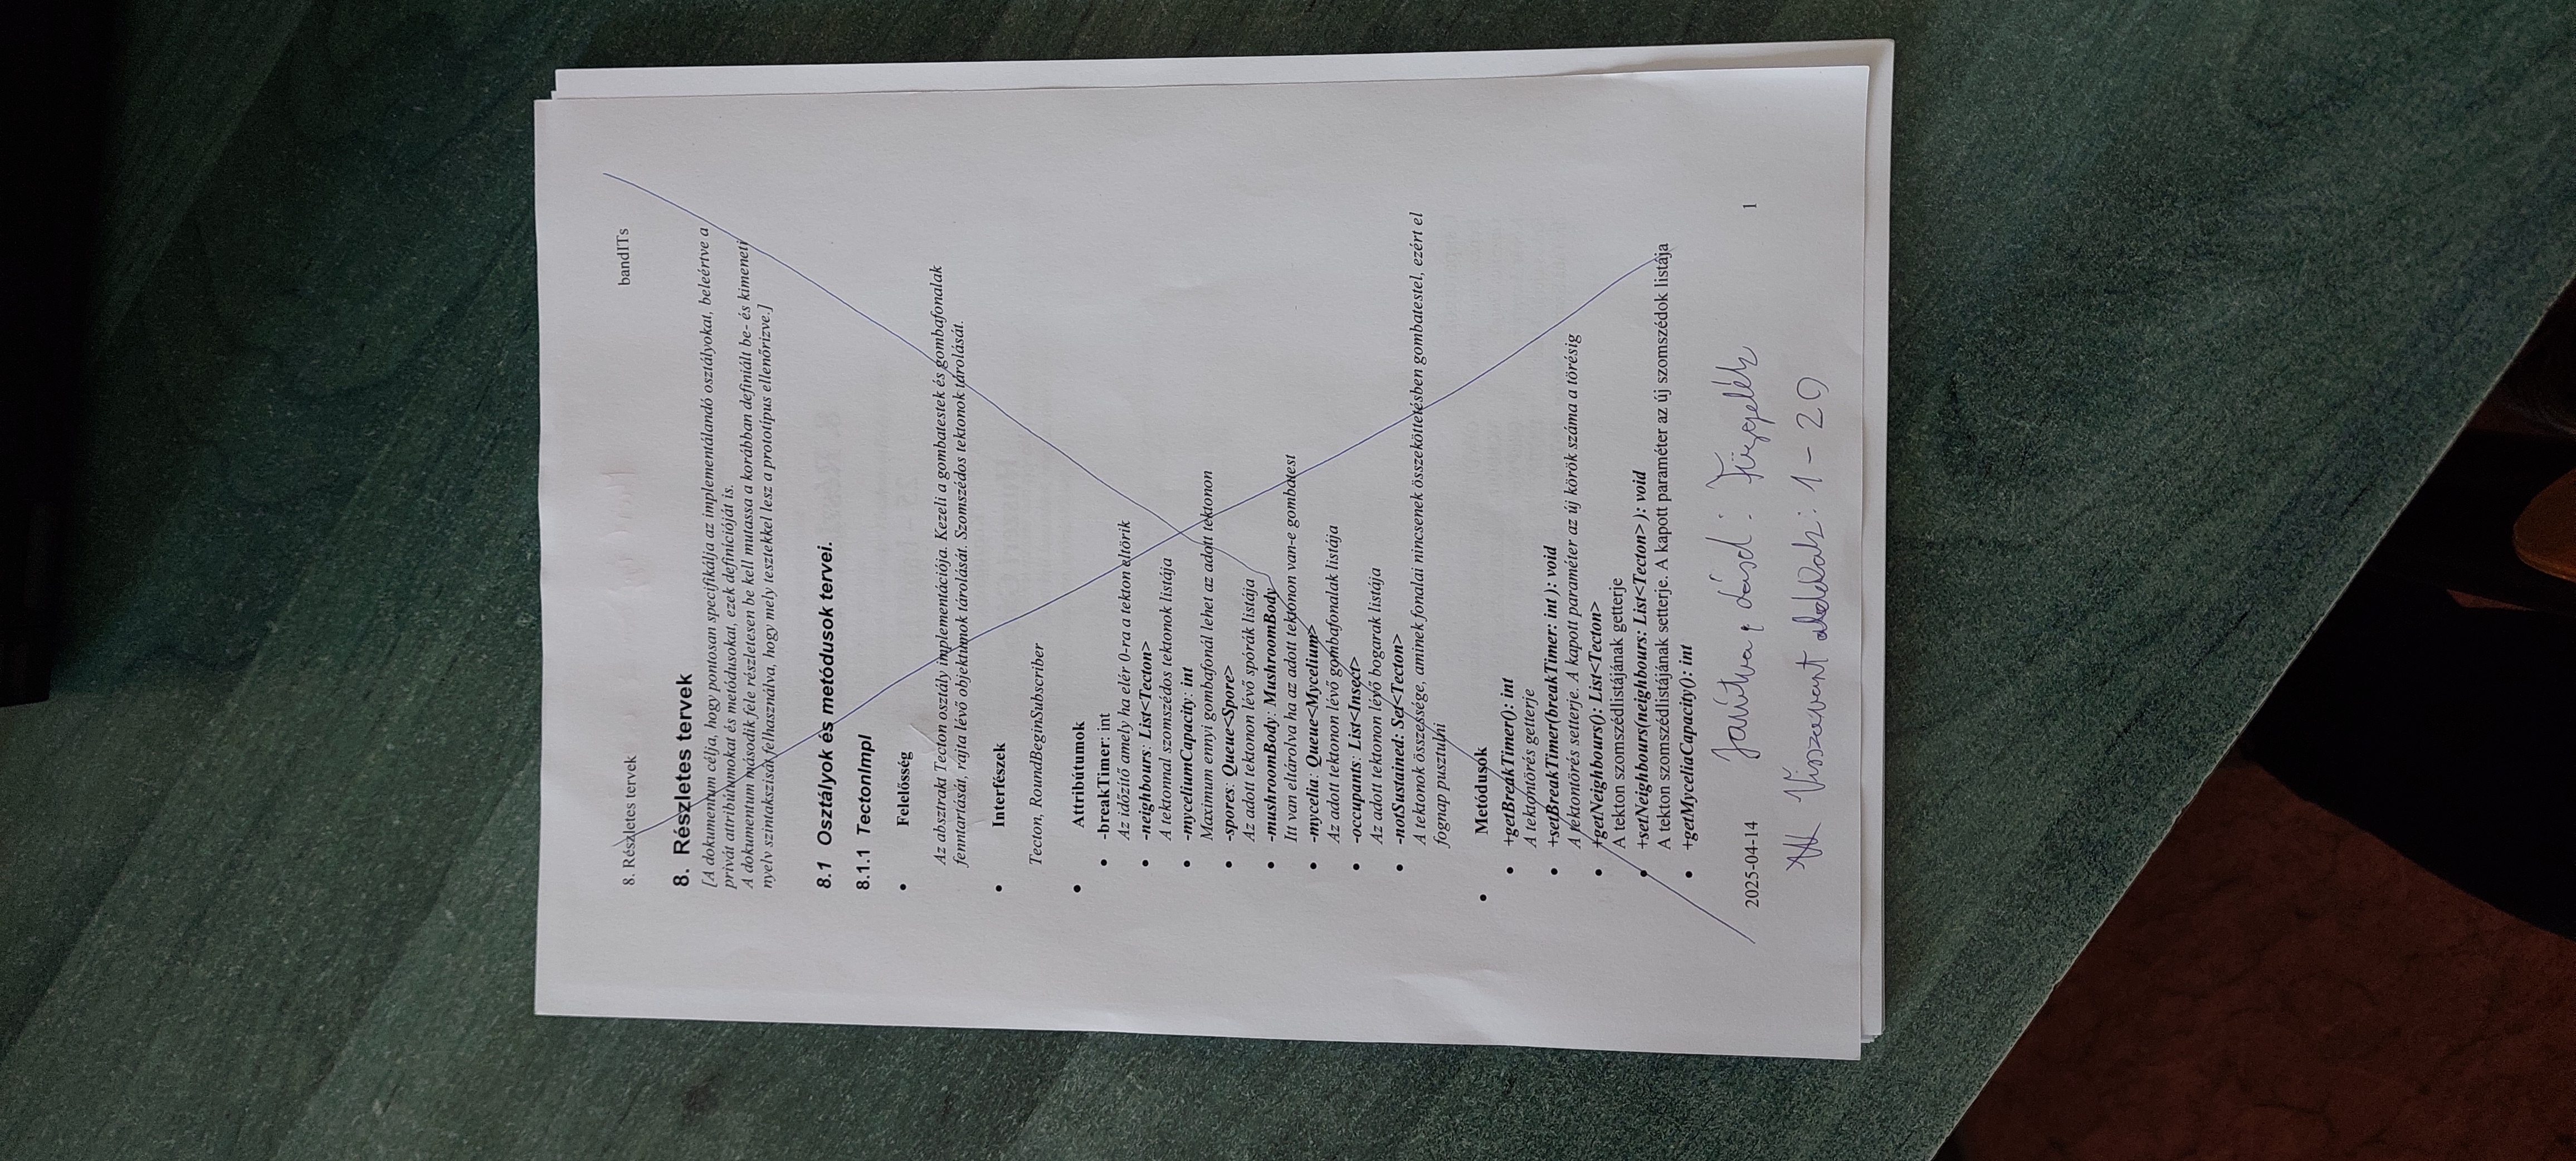 8. Részletes tervek bandITs
8. Részletes tervek
[A dokumentum célja, hogy pontosan specifikálja az implementálandó osztályokat, beleértve a
privát attribútumokat és metódusokat, ezek definícióját is.
A dokumentum második fele részletesen be kell mutassa a korábban definiált be- és kimeneti
nyelv szintakszisát felhasználva, hogy mely tesztekkel lesz a prototípus ellenőrizve.]
8.1 Osztályok és metódusok tervei.
8.1.1 TectonImpl
• Felelősség
Az absztrakt Tecton osztály implementációja. Kezeli a gombatestek és gombafonalak
fenntartását, rajta lévő objektumok tárolását. Szomszédos tektonok tárolását.
• Interfészek
Tecton, RoundBeginSubscriber
• Attribútumok
• -breakTimer: int
Az időzítő amely ha elér 0-ra a tekton eltörik
• -neighbours: List<Tecton>
A tektonnal szomszédos tektonok listája
• -myceliumCapacity: int
Maximum ennyi gombafonál lehet az adott tektonon
• -spores: Queue<Spore>
Az adott tektonon lévő spórák listája
• -mushroomBody: MushroomBody
Itt van eltárolva ha az adott tektonon van-e gombatest
• -mycelia: Queue<Mycelium>
Az adott tektonon lévő gombafonalak listája
• -occupants: List<Insect>
Az adott tektonon lévő bogarak listája
• -notSustained: Set<Tecton>
A tektonok összessége, aminek fonalai nincsenek összeköttetésben gombatestel, ezért el
fognap pusztulni
• Metódusok
• +getBreakTimer(): int
A tektontörés getterje
• +setBreakTimer(breakTimer: int ): void
A tektontörés setterje. A kapott paraméter az új körök száma a törésig
• +getNeighbours(): List<Tecton>
A tekton szomszédlistájának getterje
• +setNeighbours(neighbours: List<Tecton> ): void
A tekton szomszédlistájának setterje. A kapott paraméter az új szomszédok listája
• +getMyceliaCapacity(): int
2025-04-14 1
Javítva, lásd: Függelék
Visszavont oldalak: 1 - 29